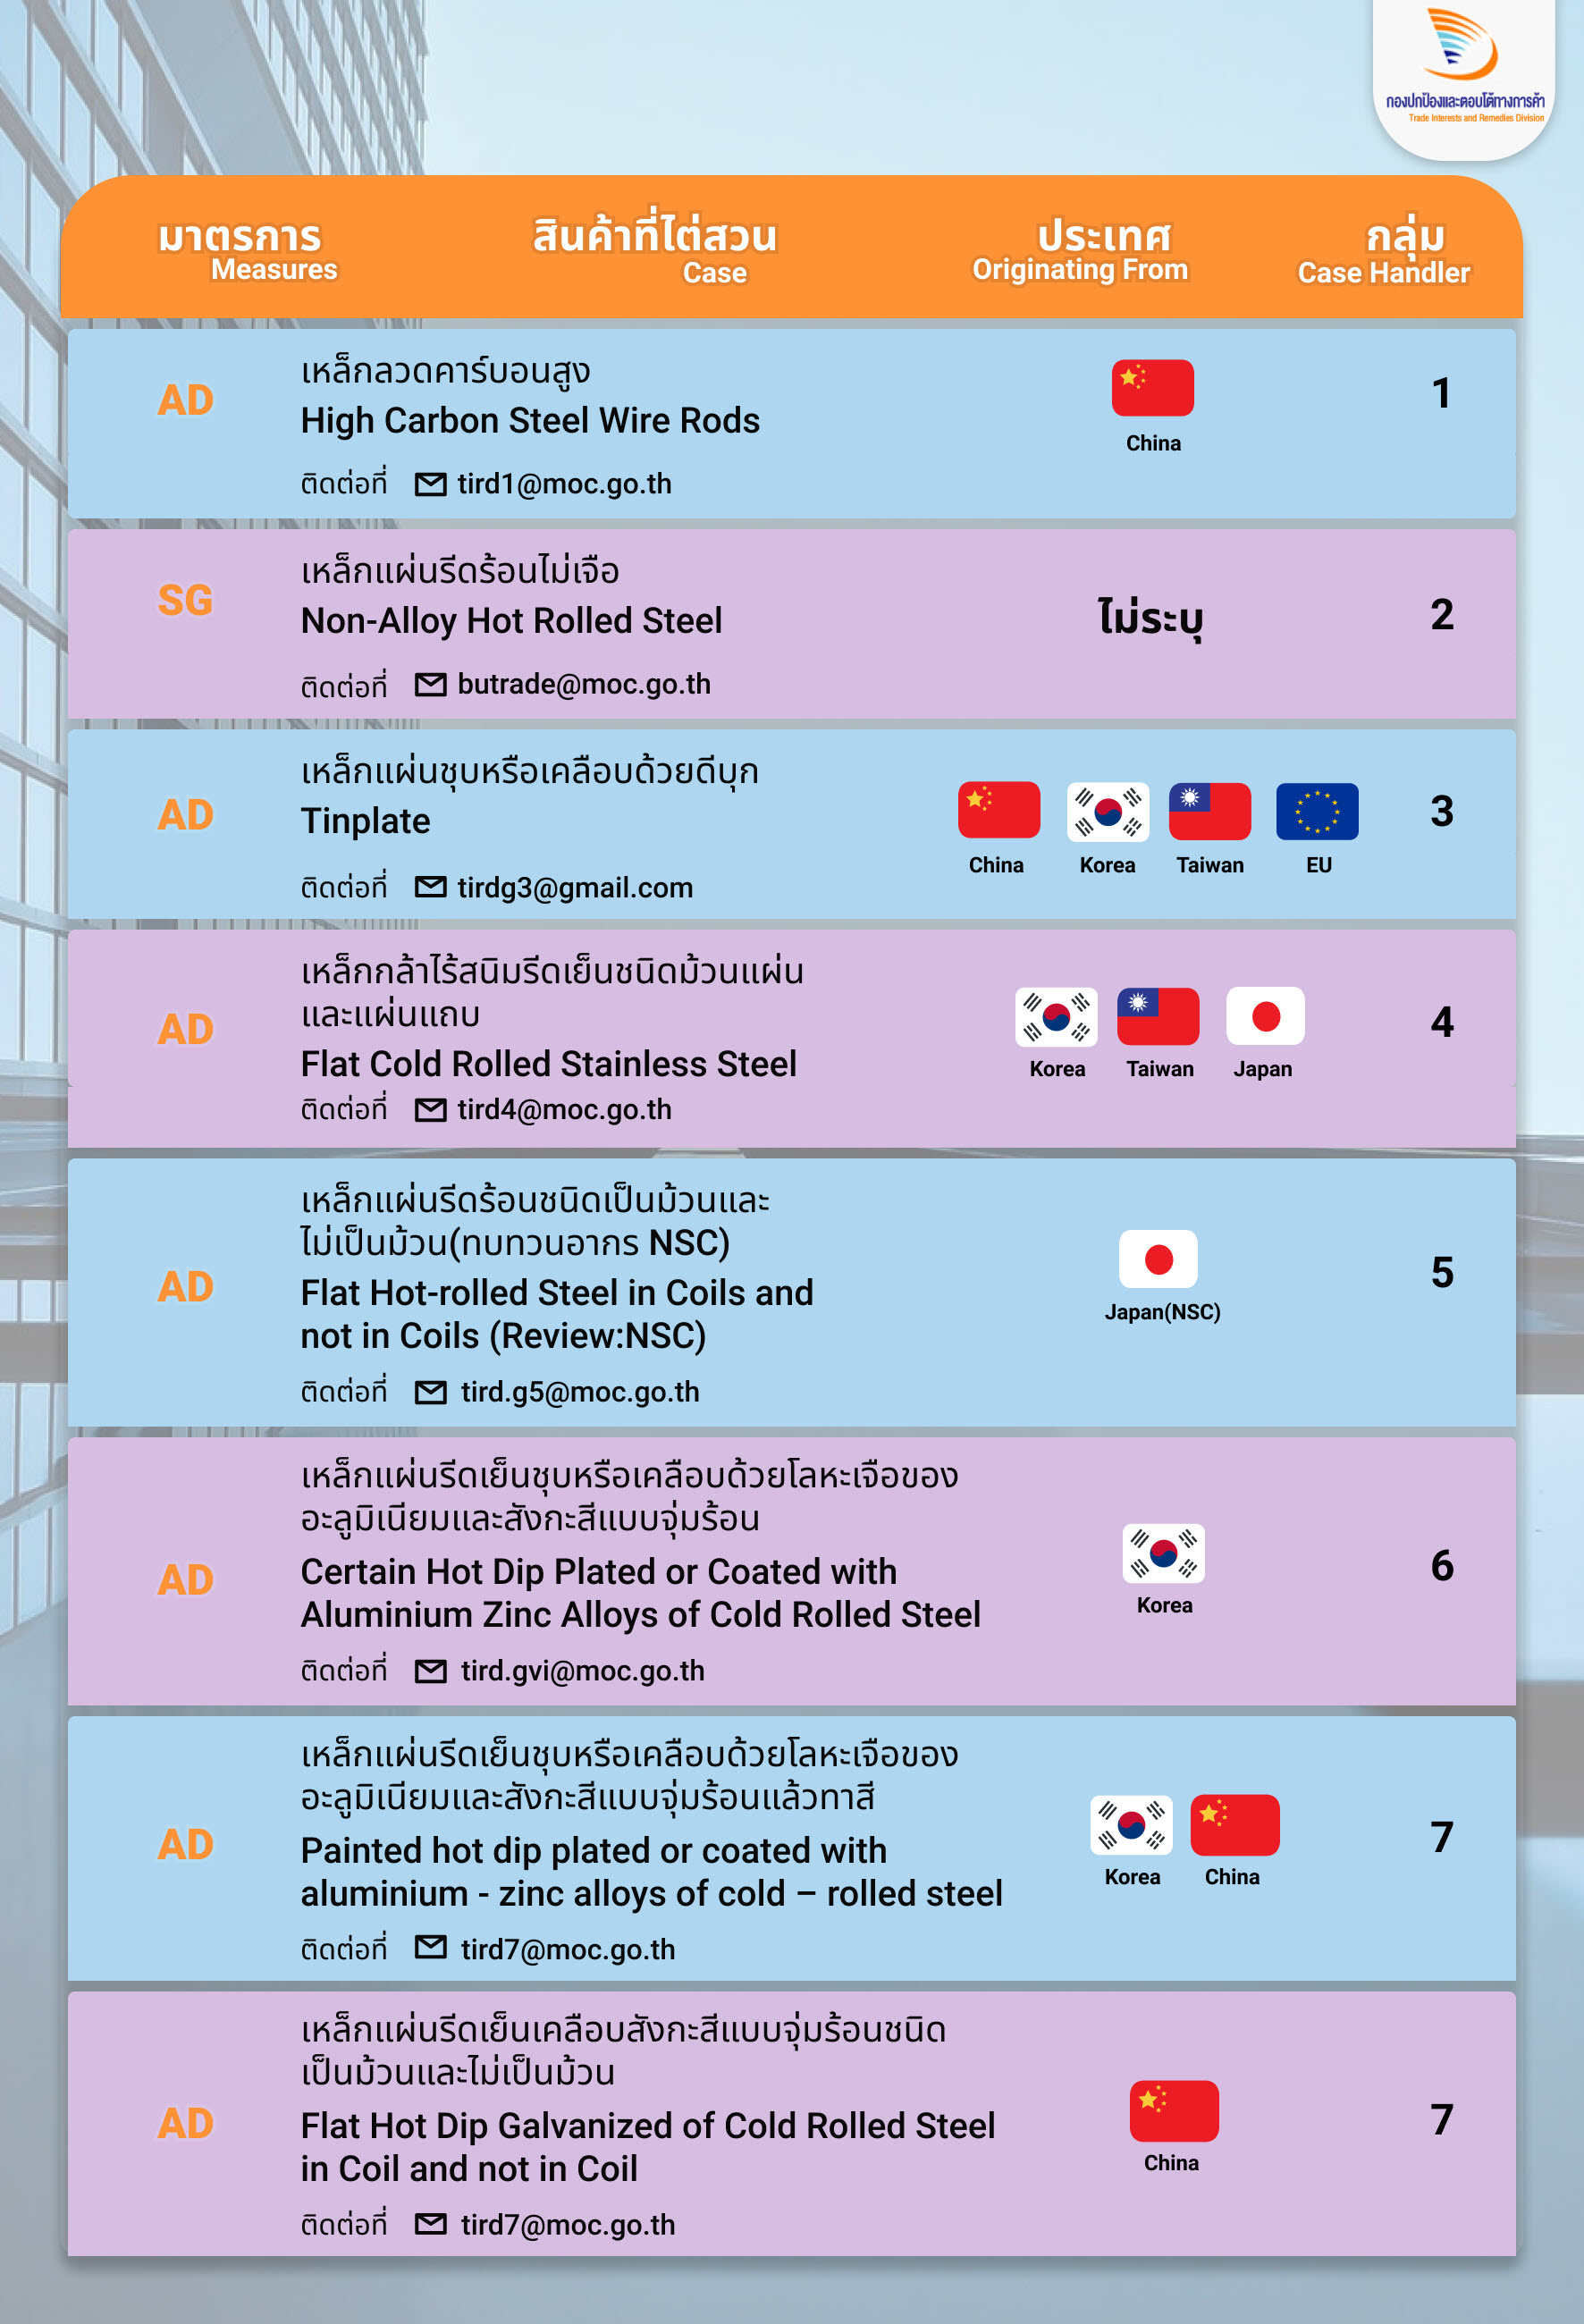 กองปกป้องและตอบโต้ทางการค้า
Trade Interests and Remedies Division
มาตรการ สินค้าที่ไต่สวน ประเทศ กลุ่ม
Measures Case Originating From Case Handler
เหล็กลวดคาร์บอนสูง
AD High Carbon Steel Wire Rods China 1
ติดต่อที่ tird1@moc.go.th
เหล็กแผ่นรีดร้อนไม่เจือ
SG Non-Alloy Hot Rolled Steel ไม่ระบุ 2
ติดต่อที่ butrade@moc.go.th
เหล็กแผ่นชุบหรือเคลือบด้วยดีบุก
AD Tinplate 3
China Korea Taiwan EU
ติดต่อที่ tirdg3@gmail.com
เหล็กกล้าไร้สนิมรีดเย็นชนิดม้วนแผ่น
และแผ่นแถบ
AD 4
Flat Cold Rolled Stainless Steel Korea Taiwan Japan
ติดต่อที่ tird4@moc.go.th
เหล็กแผ่นรีดร้อนชนิดเป็นม้วนและ
ไม่เป็นม้วน(ทบทวนอากร NSC)
AD Flat Hot-rolled Steel in Coils and 5
not in Coils (Review:NSC) Japan(NSC)
ติดต่อที่ tird.g5@moc.go.th
เหล็กแผ่นรีดเย็นชุบหรือเคลือบด้วยโลหะเจือของ
อะลูมิเนียมและสังกะสีแบบจุ่มร้อน
AD Certain Hot Dip Plated or Coated with 6
Aluminium Zinc Alloys of Cold Rolled Steel Korea
ติดต่อที่ tird.gvi@moc.go.th
เหล็กแผ่นรีดเย็นชุบหรือเคลือบด้วยโลหะเจือของ
อะลูมิเนียมและสังกะสีแบบจุ่มร้อนแล้วทาสี
AD Painted hot dip plated or coated with 7
aluminium - zinc alloys of cold – rolled steel Korea China
ติดต่อที่ tird7@moc.go.th
เหล็กแผ่นรีดเย็นเคลือบสังกะสีแบบจุ่มร้อนชนิด
เป็นม้วนและไม่เป็นม้วน
AD Flat Hot Dip Galvanized of Cold Rolled Steel 7
in Coil and not in Coil China
ติดต่อที่ tird7@moc.go.th